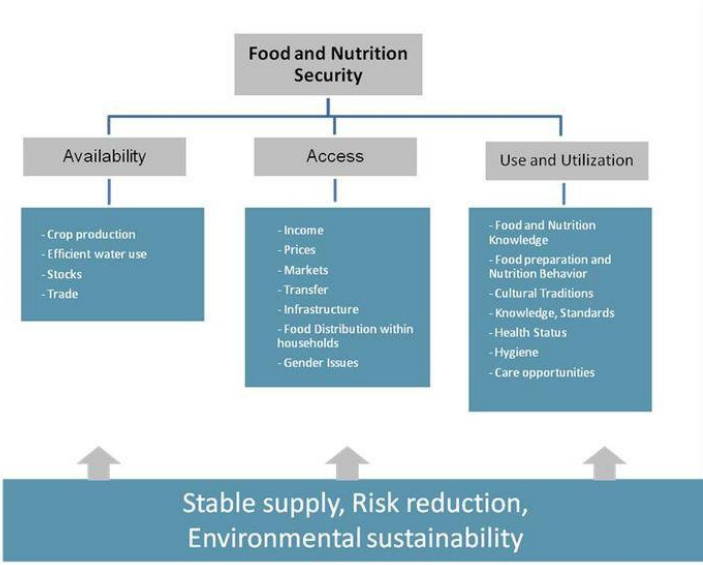 Food and Nutrition
Security
Availability
Access
Use and Utilization
- Crop production
- Efficient water use
- Stocks
- Trade
- Income
- Prices
- Markets
- Transfer
- Infrastructure
- Food Distribution within
households
- Gender Issues
- Food and Nutrition
Knowledge
- Food preparation and
Nutrition Behavior
- Cultural Traditions
- Knowledge, Standards
- Health Status
- Hygiene
- Care opportunities
Stable supply, Risk reduction,
Environmental sustainability